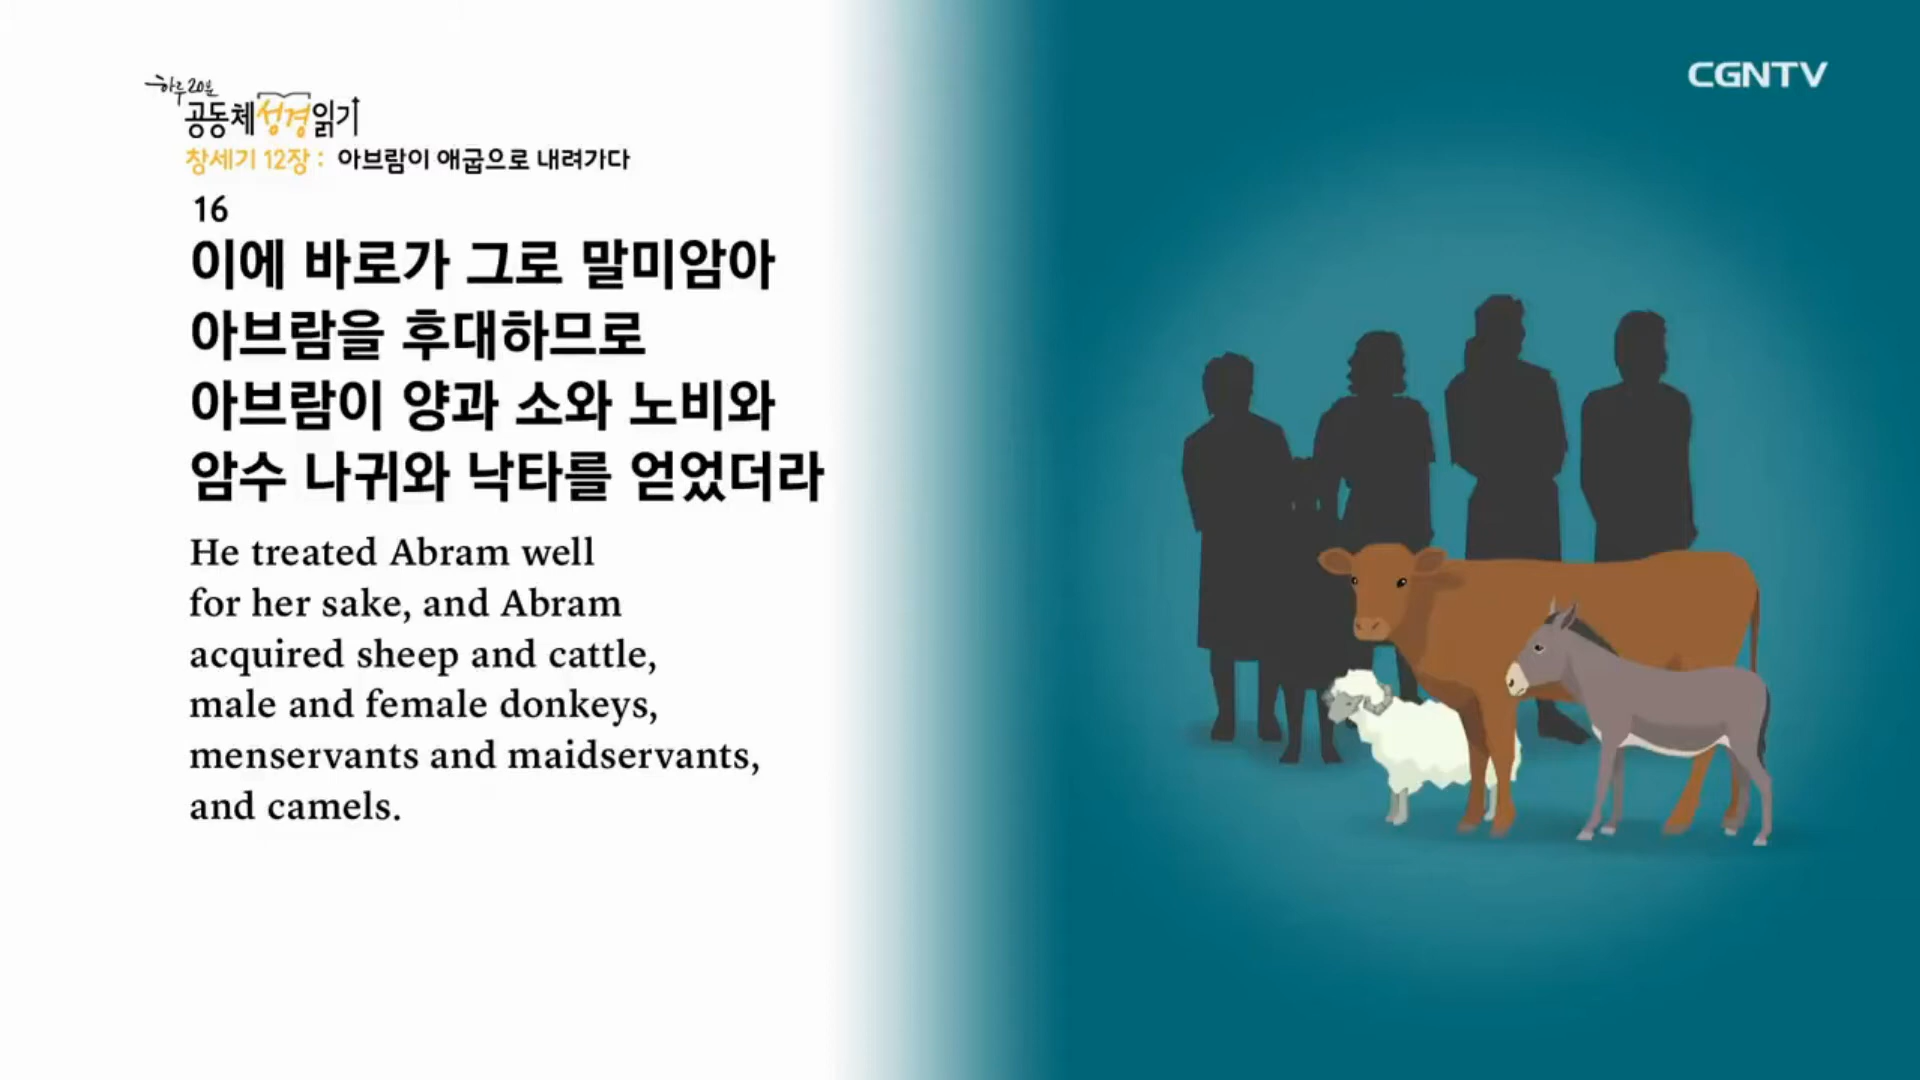 하루 20분
공동체성경읽기
창세기 12장 : 아브람이 애굽으로 내려가다
16
이에 바로가 그로 말미암아
아브람을 후대하므로
아브람이 양과 소와 노비와
암수 나귀와 낙타를 얻었더라
He treated Abram well
for her sake, and Abram
acquired sheep and cattle,
male and female donkeys,
menservants and maidservants,
and camels.
CGNTV